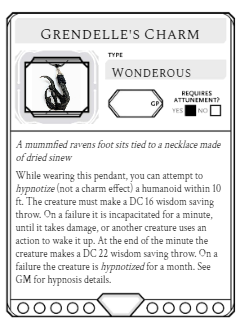 GRENDELLE'S CHARM
TYPE
WONDEROUS
GP
REQUIRES
ATTUNEMENT?
YES NO
A mummfied ravens foot sits tied to a necklace made
of dried sinew
While wearing this pendant, you can attempt to
hypnotize (not a charm effect) a humanoid within 10
ft. The creature must make a DC 16 wisdom saving
throw. On a failure it is incapacitated for a minute,
until it takes damage, or another creature uses an
action to wake it up. At the end of the minute the
creature makes a DC 22 wisdom saving throw. On a
failure the creature is hypnotized for a month. See
GM for hypnosis details.